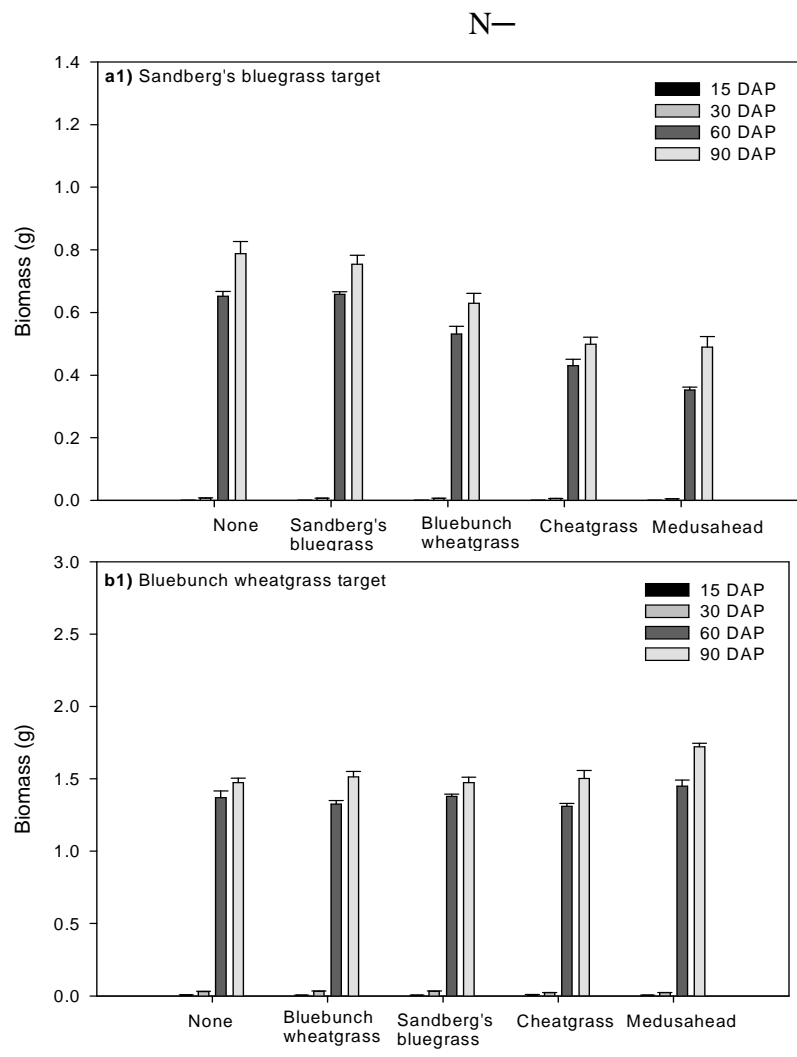 N–
a1) Sandberg's bluegrass target
15 DAP
30 DAP
60 DAP
90 DAP
Biomass (g)
1.4
1.2
1.0
0.8
0.6
0.4
0.2
0.0
None
Sandberg's
bluegrass
Bluebunch
wheatgrass
Cheatgrass
Medusahead
b1) Bluebunch wheatgrass target
15 DAP
30 DAP
60 DAP
90 DAP
Biomass (g)
3.0
2.5
2.0
1.5
1.0
0.5
0.0
None
Bluebunch
wheatgrass
Sandberg's
bluegrass
Cheatgrass
Medusahead